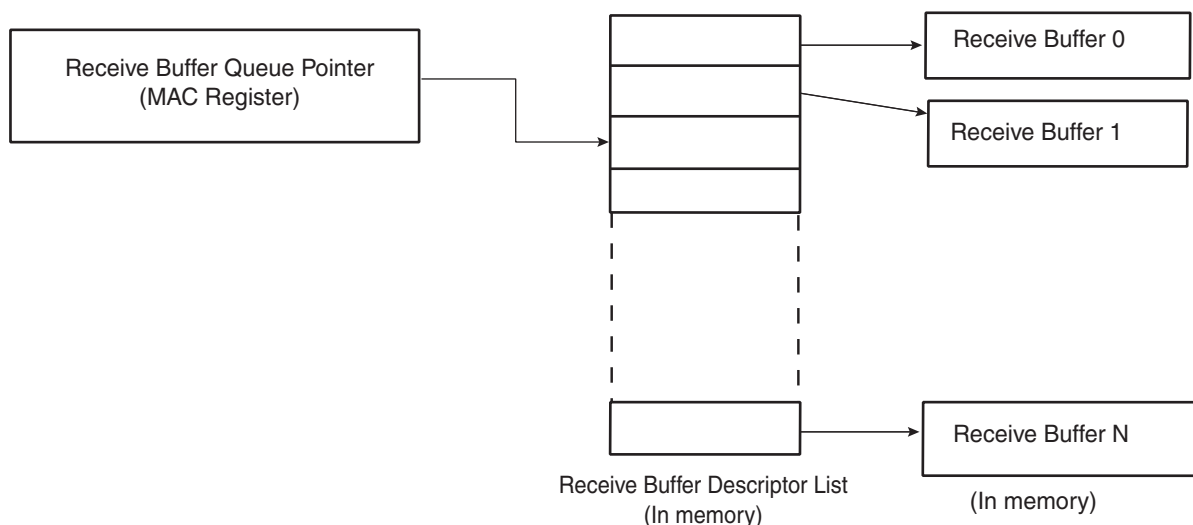 Receive Buffer Queue Pointer
(MAC Register)
Receive Buffer 0
Receive Buffer 1
Receive Buffer N
Receive Buffer Descriptor List
(In memory)
(In memory)